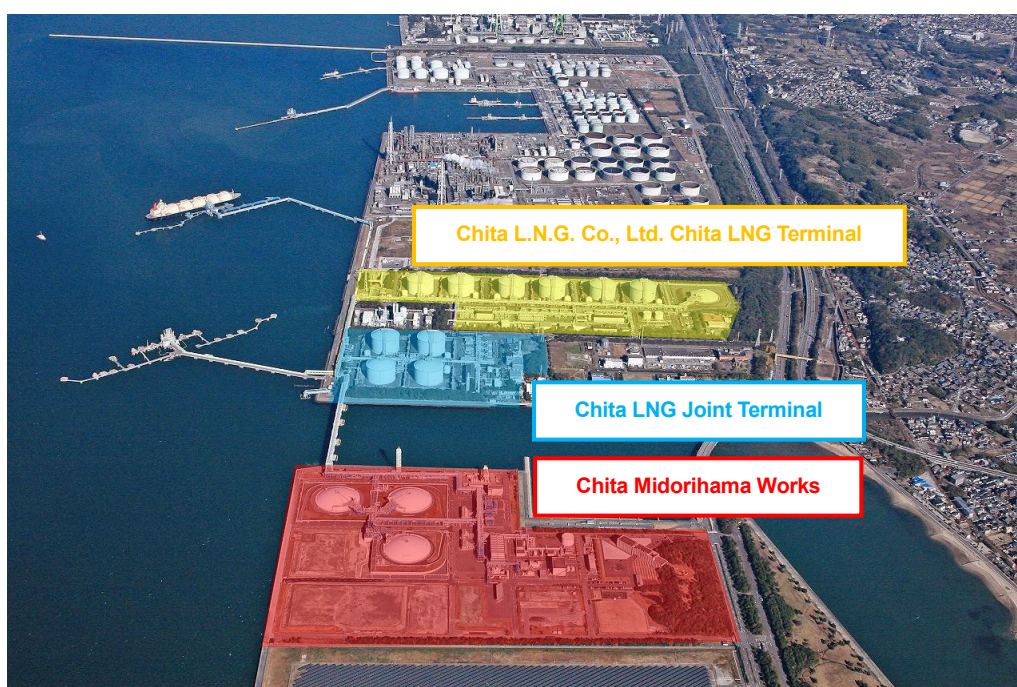 Chita L.N.G. Co., Ltd. Chita LNG Terminal
Chita LNG Joint Terminal
Chita Midorihama Works